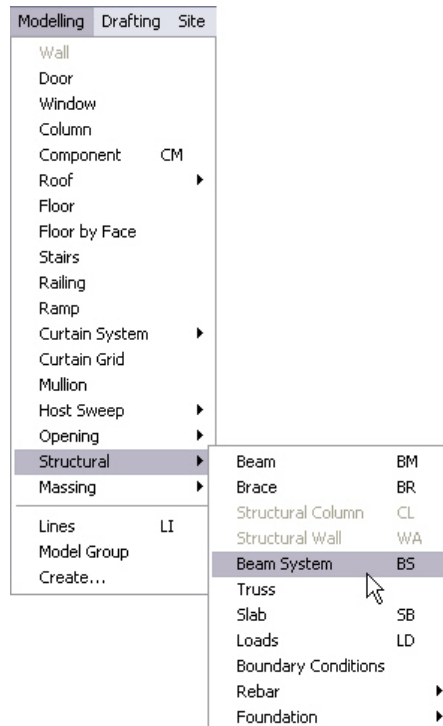 Modelling Drafting Site
Wall
Door
Window
Column
Component CM
Roof
Floor
Floor by Face
Stairs
Railing
Ramp
Curtain System
Curtain Grid
Mullion
Host Sweep
Opening
Structural
Massing
Lines LI
Model Group
Create...
Beam BM
Brace BR
Structural Column CL
Structural Wall WA
Beam System BS
Truss
Slab SB
Loads LD
Boundary Conditions
Rebar
Foundation